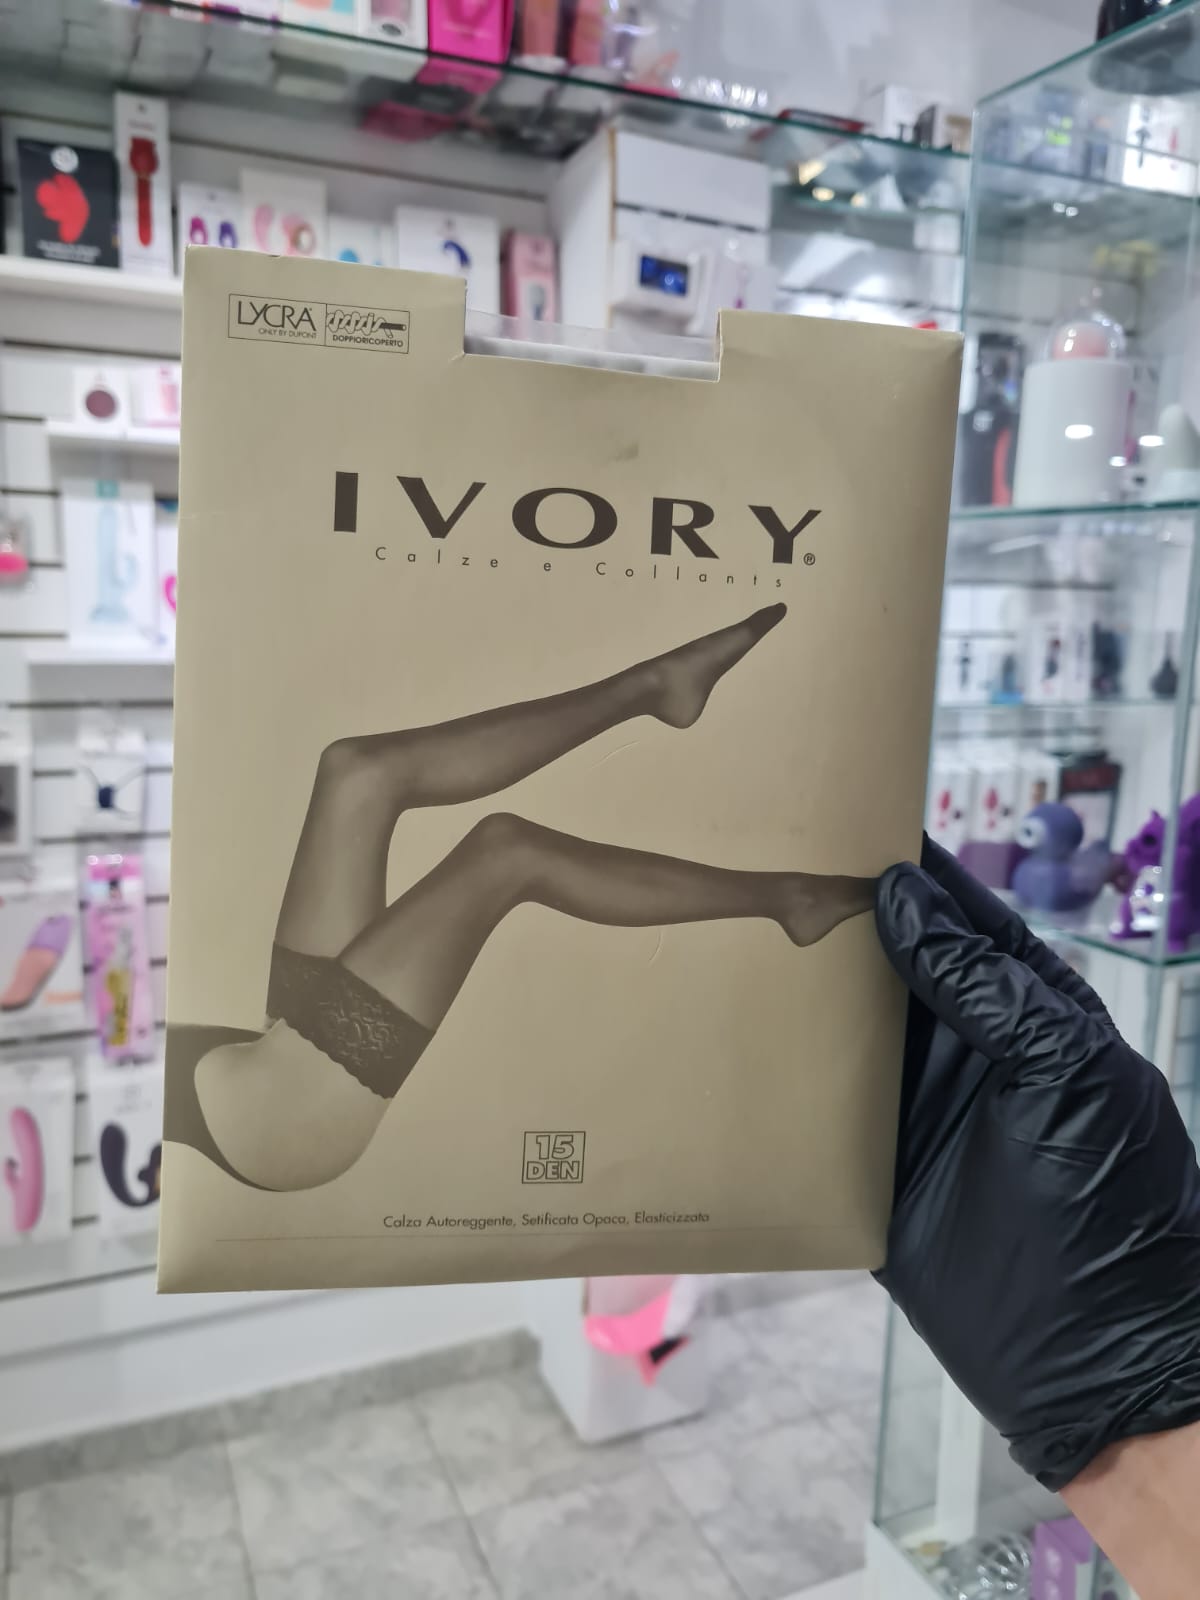 LYCRA
ONLY BY DUPONT
DOPPIORICOPERTO
IVORY®
Calze e Collants
15
DEN
Calza Autoreggente, Setificata Opaca, Elasticizzata